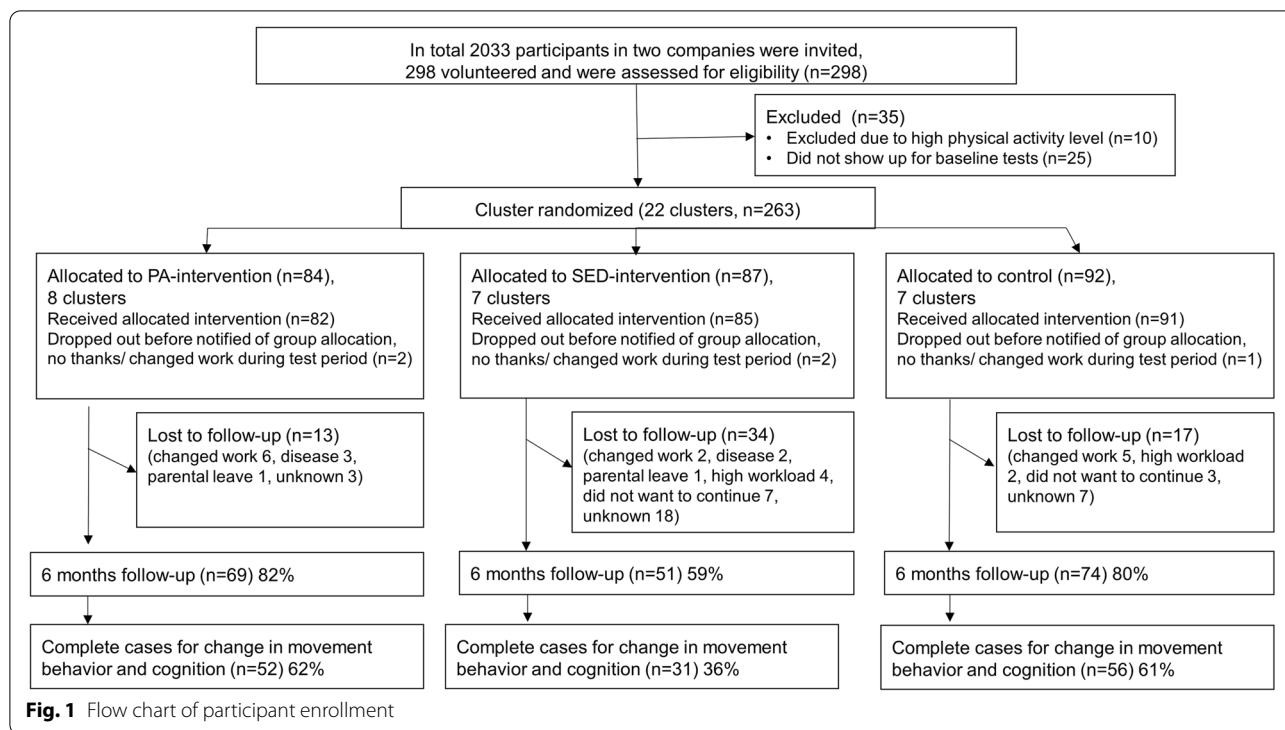 In total 2033 participants in two companies were invited,
298 volunteered and were assessed for eligibility (n=298)
Excluded (n=35)
• Excluded due to high physical activity level (n=10)
• Did not show up for baseline tests (n=25)
Cluster randomized (22 clusters, n=263)
Allocated to PA-intervention (n=84),
8 clusters
Received allocated intervention (n=82)
Dropped out before notified of group allocation,
no thanks/ changed work during test period (n=2)
Allocated to SED-intervention (n=87),
7 clusters
Received allocated intervention (n=85)
Dropped out before notified of group allocation,
no thanks/ changed work during test period (n=2)
Allocated to control (n=92),
7 clusters
Received allocated intervention (n=91)
Dropped out before notified of group allocation,
no thanks/ changed work during test period (n=1)
Lost to follow-up (n=13)
(changed work 6, disease 3,
parental leave 1, unknown 3)
Lost to follow-up (n=34)
(changed work 2, disease 2,
parental leave 1, high workload 4,
did not want to continue 7,
unknown 18)
Lost to follow-up (n=17)
(changed work 5, high workload
2, did not want to continue 3,
unknown 7)
6 months follow-up (n=69) 82%
6 months follow-up (n=51) 59%
6 months follow-up (n=74) 80%
Complete cases for change in movement
behavior and cognition (n=52) 62%
Complete cases for change in movement
behavior and cognition (n=31) 36%
Complete cases for change in movement
behavior and cognition (n=56) 61%
Fig. 1 Flow chart of participant enrollment